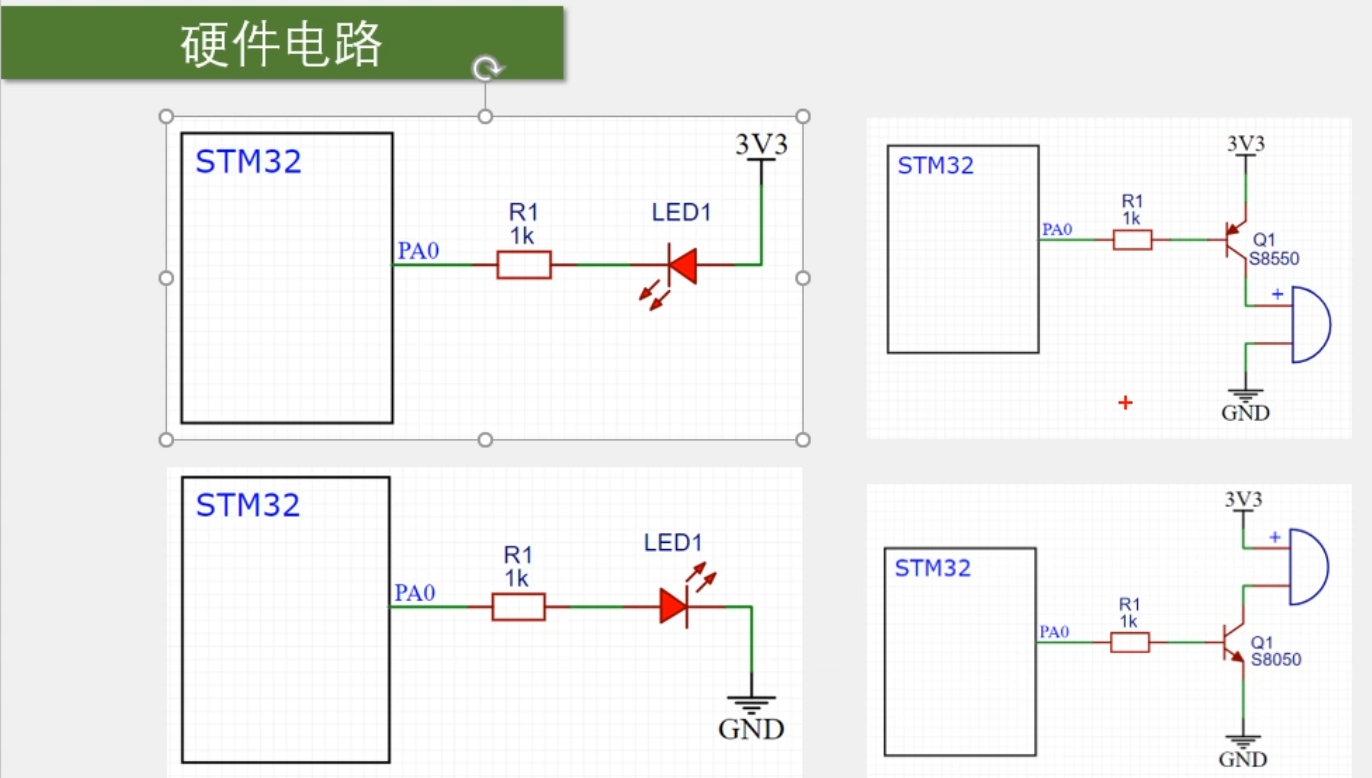 硬件电路
STM32
3V3
R1
1k
LED1
PA0
STM32
3V3
R1
1k
PA0
Q1
S8550
+
GND
STM32
R1
1k
LED1
PA0
GND
STM32
3V3
+
R1
1k
PA0
Q1
S8050
GND